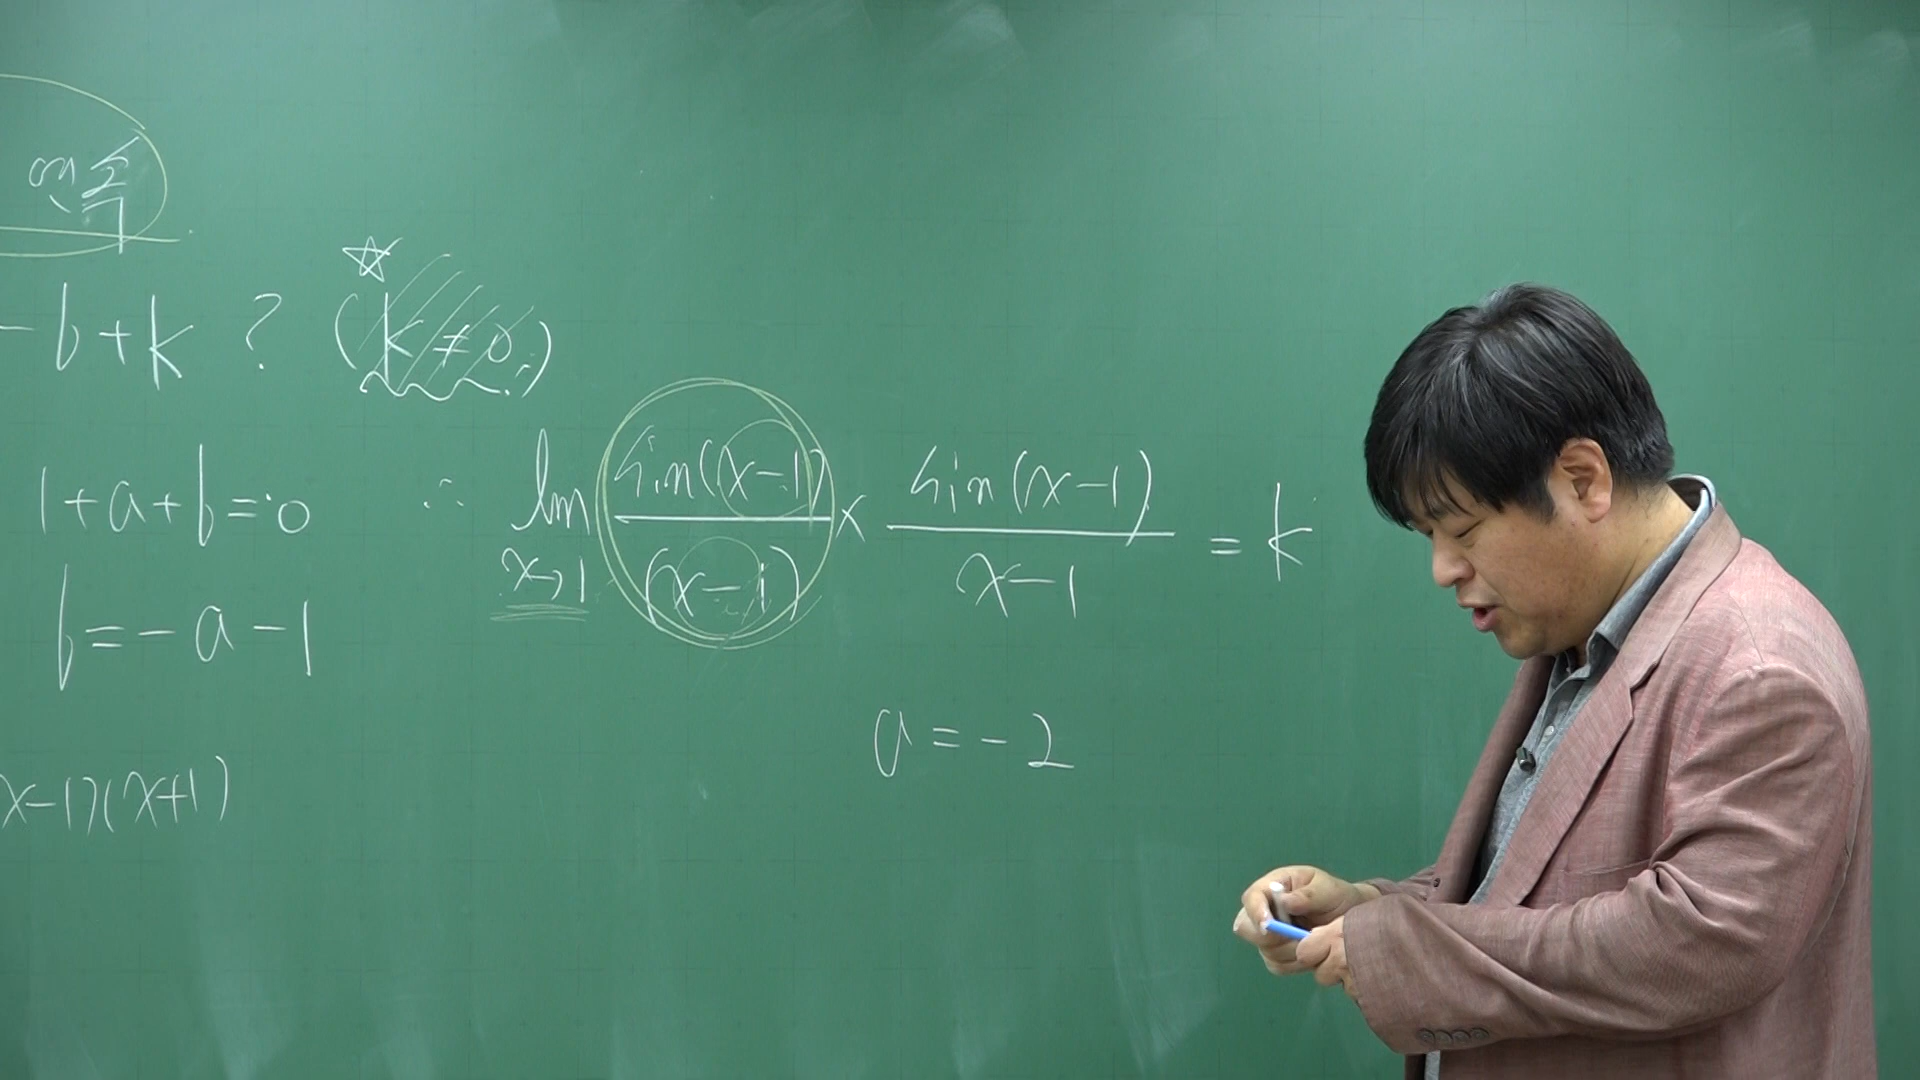 연속
-b+k ? (k≠0)
1+a+b=0
∴ lim x→1 sin(x-1)/(x-1) × sin(x-1)/x-1 = k
b=-a-1
a=-2
x-1)(x+1)